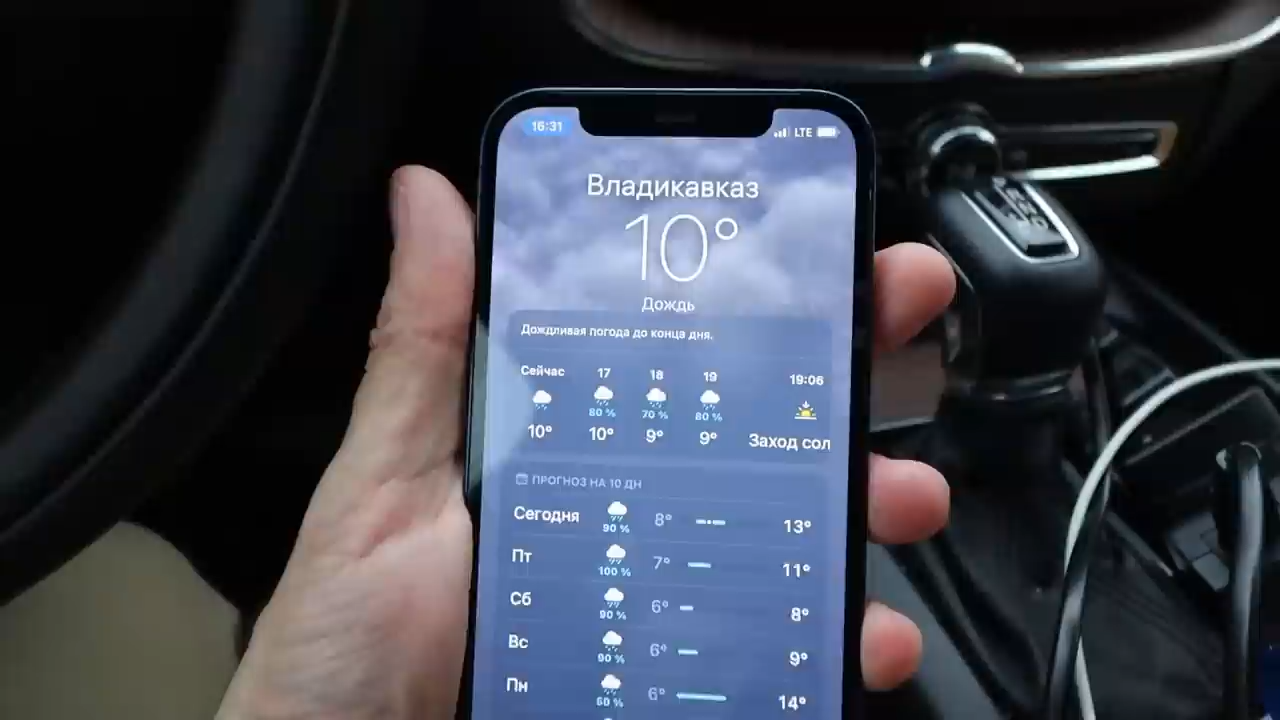 16:31 LTE
Владикавказ
10°
Дождь
Дождливая погода до конца дня.
Сейчас 17 18 19 19:06
80 % 70 % 80 %
10° 10° 9° 9° Заход сол
ПРОГНОЗ НА 10 ДН
Сегодня 90 % 8° 13°
Пт 100 % 7° 11°
Сб 90 % 6° 8°
Вс 90 % 6° 9°
Пн 60 % 6° 14°